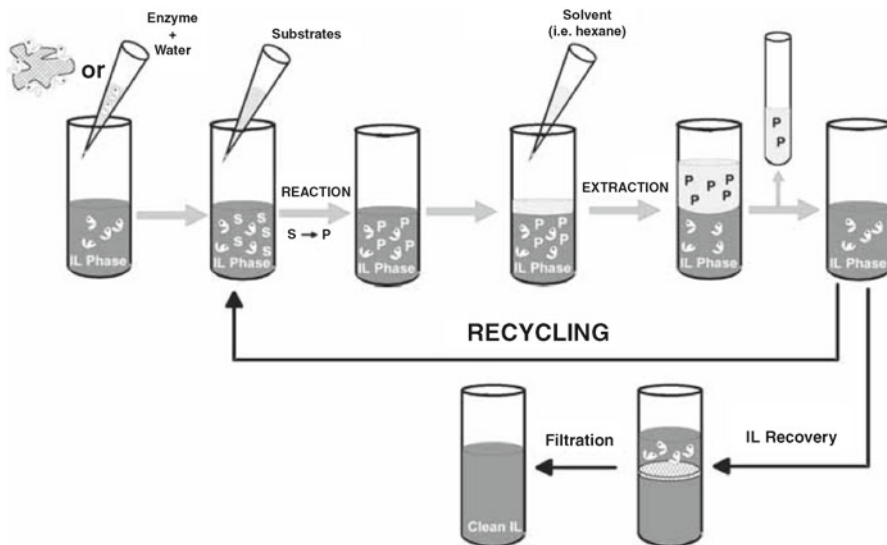 Enzyme
+
Water
or
Substrates
Solvent
(i.e. hexane)
REACTION
S → P
EXTRACTION
P
P
S
S
S
S
S
P
P
P
P
P
P
P
P
P
P
P
P
P
P
IL Phase
IL Phase
IL Phase
IL Phase
IL Phase
IL Phase
RECYCLING
Filtration
IL Recovery
Clean IL